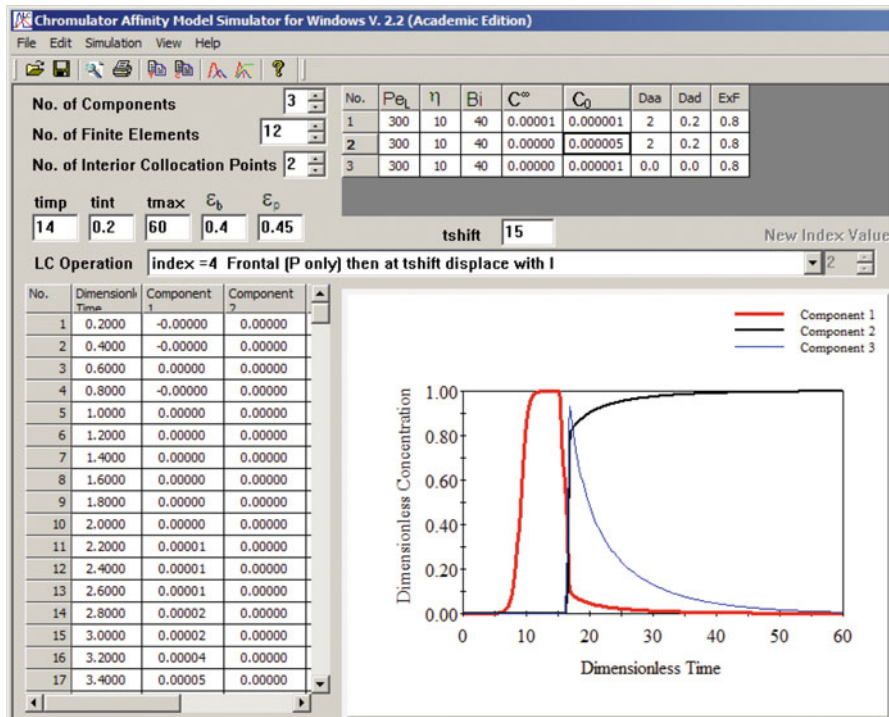 Chromulator Affinity Model Simulator for Windows V. 2.2 (Academic Edition)
File Edit Simulation View Help
No. of Components 3
No. of Finite Elements 12
No. of Interior Collocation Points 2
No. PeL η Bi C∞ C0 Daa Dad ExF
1 300 10 40 0.00001 0.000001 2 0.2 0.8
2 300 10 40 0.00000 0.000005 2 0.2 0.8
3 300 10 40 0.00000 0.000001 0.0 0.0 0.8
timp tint tmax εb εp
14 0.2 60 0.4 0.45
tshift 15
New Index Value
LC Operation index =4 Frontal (P only) then at tshift displace with I 2
No. Dimensionl Time Component 1 Component 2
1 0.2000 -0.00000 0.00000
2 0.4000 -0.00000 0.00000
3 0.6000 0.00000 0.00000
4 0.8000 -0.00000 0.00000
5 1.0000 0.00000 0.00000
6 1.2000 0.00000 0.00000
7 1.4000 0.00000 0.00000
8 1.6000 0.00000 0.00000
9 1.8000 0.00000 0.00000
10 2.0000 0.00000 0.00000
11 2.2000 0.00001 0.00000
12 2.4000 0.00001 0.00000
13 2.6000 0.00001 0.00000
14 2.8000 0.00002 0.00000
15 3.0000 0.00002 0.00000
16 3.2000 0.00004 0.00000
17 3.4000 0.00005 0.00000
Component 1
Component 2
Component 3
Dimensionless Concentration
1.00
0.80
0.60
0.40
0.20
0.00
0 10 20 30 40 50 60
Dimensionless Time